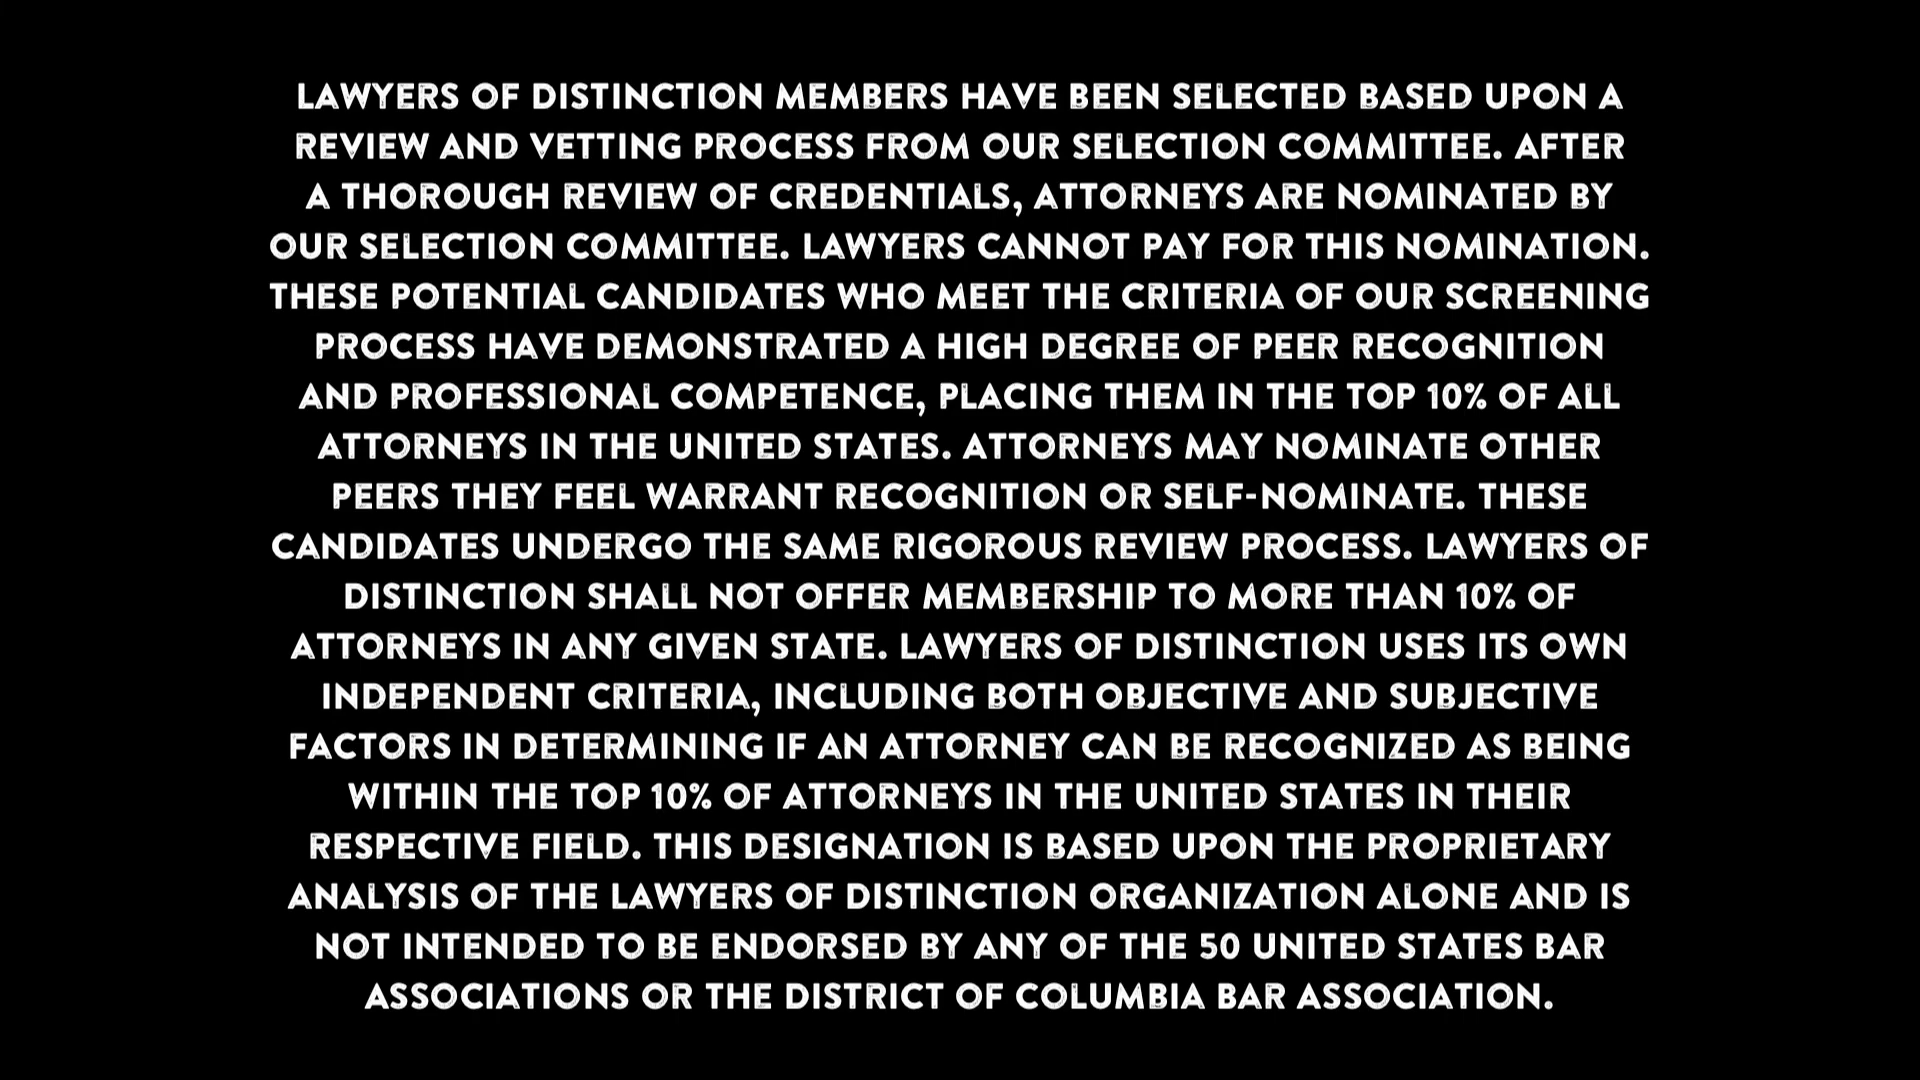 LAWYERS OF DISTINCTION MEMBERS HAVE BEEN SELECTED BASED UPON A
REVIEW AND VETTING PROCESS FROM OUR SELECTION COMMITTEE. AFTER
A THOROUGH REVIEW OF CREDENTIALS, ATTORNEYS ARE NOMINATED BY
OUR SELECTION COMMITTEE. LAWYERS CANNOT PAY FOR THIS NOMINATION.
THESE POTENTIAL CANDIDATES WHO MEET THE CRITERIA OF OUR SCREENING
PROCESS HAVE DEMONSTRATED A HIGH DEGREE OF PEER RECOGNITION
AND PROFESSIONAL COMPETENCE, PLACING THEM IN THE TOP 10% OF ALL
ATTORNEYS IN THE UNITED STATES. ATTORNEYS MAY NOMINATE OTHER
PEERS THEY FEEL WARRANT RECOGNITION OR SELF-NOMINATE. THESE
CANDIDATES UNDERGO THE SAME RIGOROUS REVIEW PROCESS. LAWYERS OF
DISTINCTION SHALL NOT OFFER MEMBERSHIP TO MORE THAN 10% OF
ATTORNEYS IN ANY GIVEN STATE. LAWYERS OF DISTINCTION USES ITS OWN
INDEPENDENT CRITERIA, INCLUDING BOTH OBJECTIVE AND SUBJECTIVE
FACTORS IN DETERMINING IF AN ATTORNEY CAN BE RECOGNIZED AS BEING
WITHIN THE TOP 10% OF ATTORNEYS IN THE UNITED STATES IN THEIR
RESPECTIVE FIELD. THIS DESIGNATION IS BASED UPON THE PROPRIETARY
ANALYSIS OF THE LAWYERS OF DISTINCTION ORGANIZATION ALONE AND IS
NOT INTENDED TO BE ENDORSED BY ANY OF THE 50 UNITED STATES BAR
ASSOCIATIONS OR THE DISTRICT OF COLUMBIA BAR ASSOCIATION.